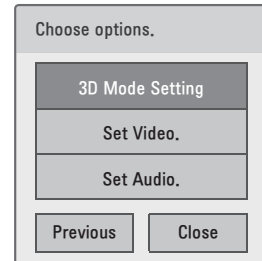 Choose options.
3D Mode Setting
Set Video.
Set Audio.
Previous Close